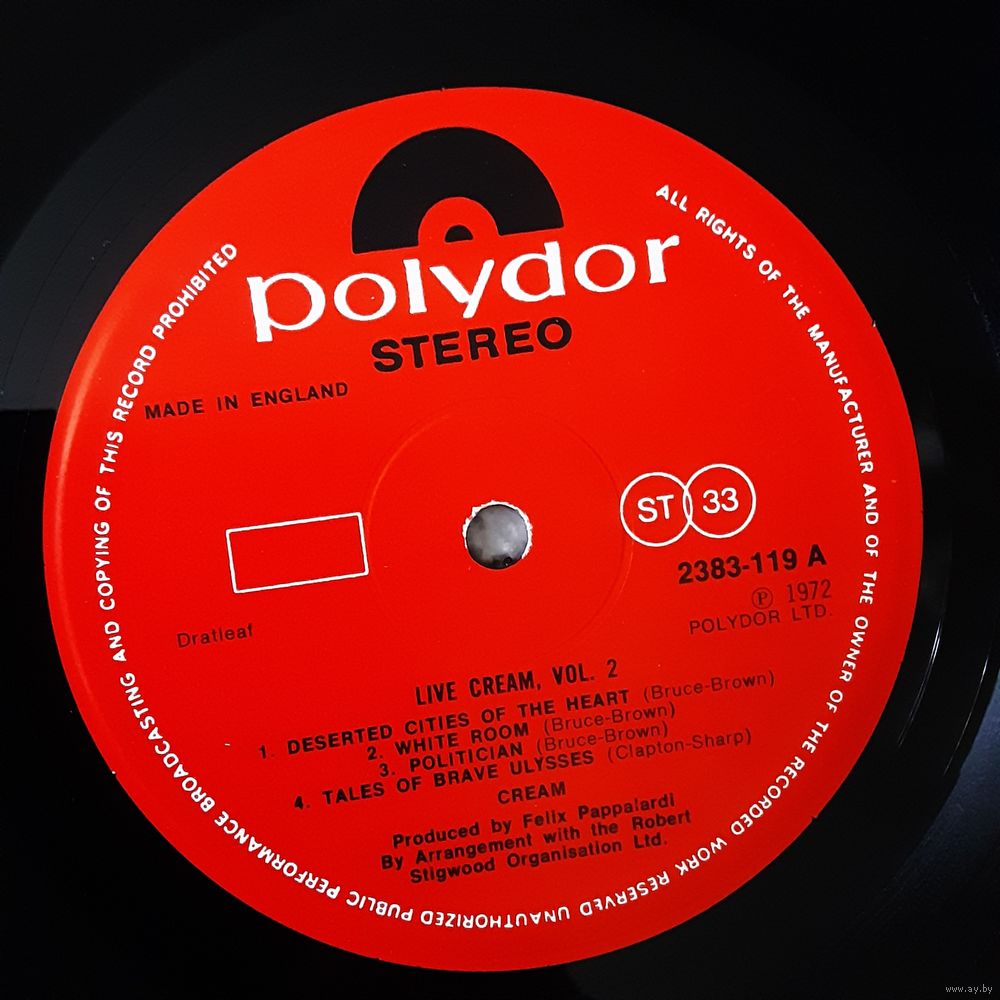 polydor
STEREO
MADE IN ENGLAND
ST 33
2383-119 A
Ⓟ 1972
POLYDOR LTD.
Dratleaf
LIVE CREAM, VOL. 2
1. DESERTED CITIES OF THE HEART (Bruce-Brown)
2. WHITE ROOM (Bruce-Brown)
3. POLITICIAN (Bruce-Brown)
4. TALES OF BRAVE ULYSSES (Clapton-Sharp)
CREAM
Produced by Felix Pappalardi
By Arrangement with the Robert
Stigwood Organisation Ltd.
ALL RIGHTS OF THE MANUFACTURER AND OF THE OWNER OF THE RECORDED WORK RESERVED UNAUTHORIZED PUBLIC PERFORMANCE BROADCASTING AND COPYING OF THIS RECORD PROHIBITED
www.ay.by